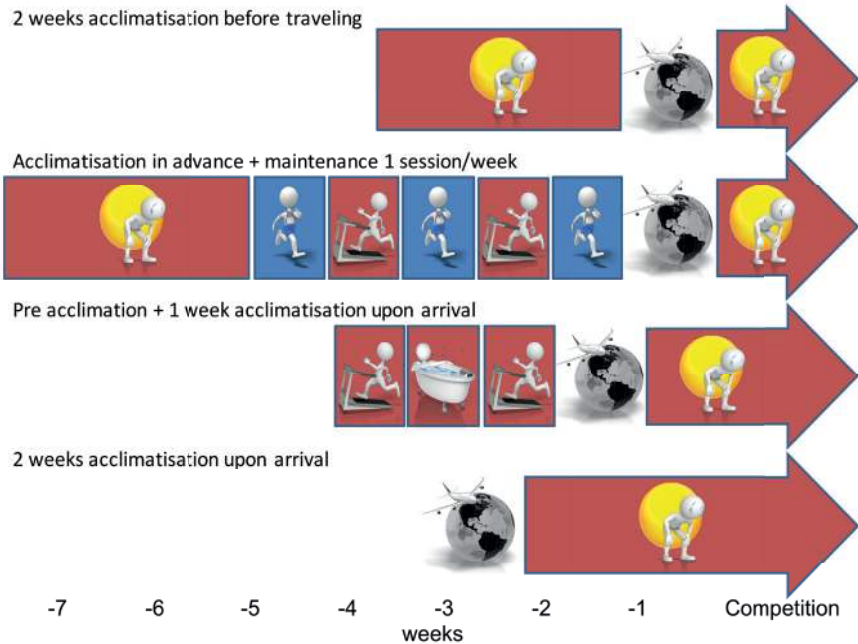 2 weeks acclimatisation before traveling
Acclimatisation in advance + maintenance 1 session/week
Pre acclimation + 1 week acclimatisation upon arrival
2 weeks acclimatisation upon arrival
-7 -6 -5 -4 -3 -2 -1 Competition
weeks